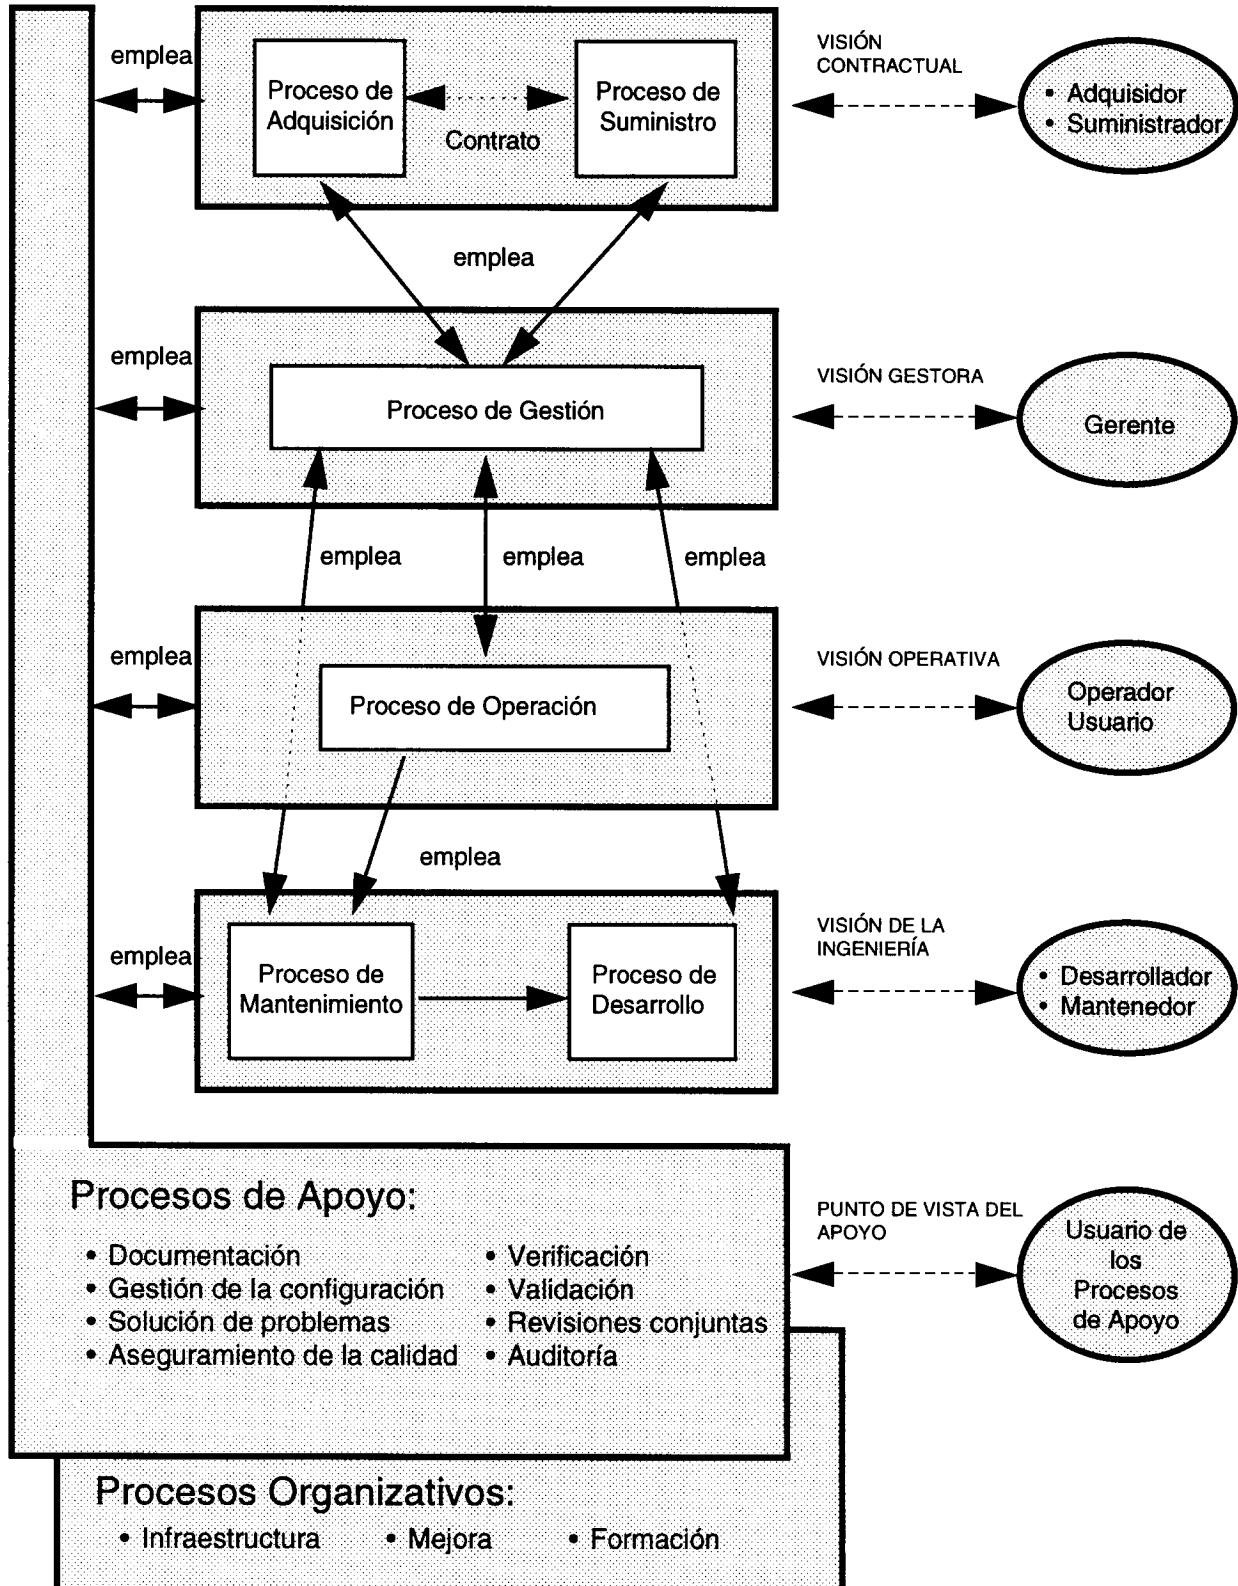 emplea
Proceso de
Adquisición
Contrato
Proceso de
Suministro
VISIÓN
CONTRACTUAL
• Adquisidor
• Suministrador
emplea
emplea
Proceso de Gestión
VISIÓN GESTORA
Gerente
emplea
emplea
emplea
emplea
Proceso de Operación
VISIÓN OPERATIVA
Operador
Usuario
emplea
emplea
Proceso de
Mantenimiento
Proceso de
Desarrollo
VISIÓN DE LA
INGENIERÍA
• Desarrollador
• Mantenedor
Procesos de Apoyo:
• Documentación
• Gestión de la configuración
• Solución de problemas
• Aseguramiento de la calidad
• Verificación
• Validación
• Revisiones conjuntas
• Auditoría
PUNTO DE VISTA DEL
APOYO
Usuario de
los
Procesos
de Apoyo
Procesos Organizativos:
• Infraestructura
• Mejora
• Formación